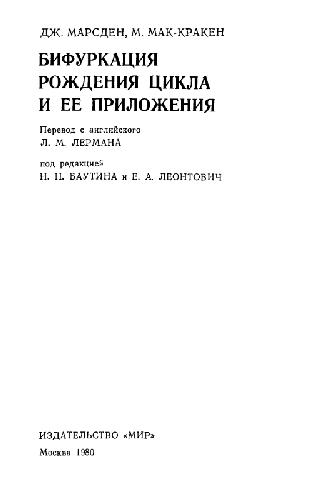 ДЖ. МАРСДЕН, М. МАК-КРАКЕН
БИФУРКАЦИЯ
РОЖДЕНИЯ ЦИКЛА
И ЕЕ ПРИЛОЖЕНИЯ
Перевод с английского
Л. М. ЛЕРМАНА
под редакцией
Н. Н. БАУТИНА и Е. А. ЛЕОНТОВИЧ
ИЗДАТЕЛЬСТВО «МИР»
Москва 1980